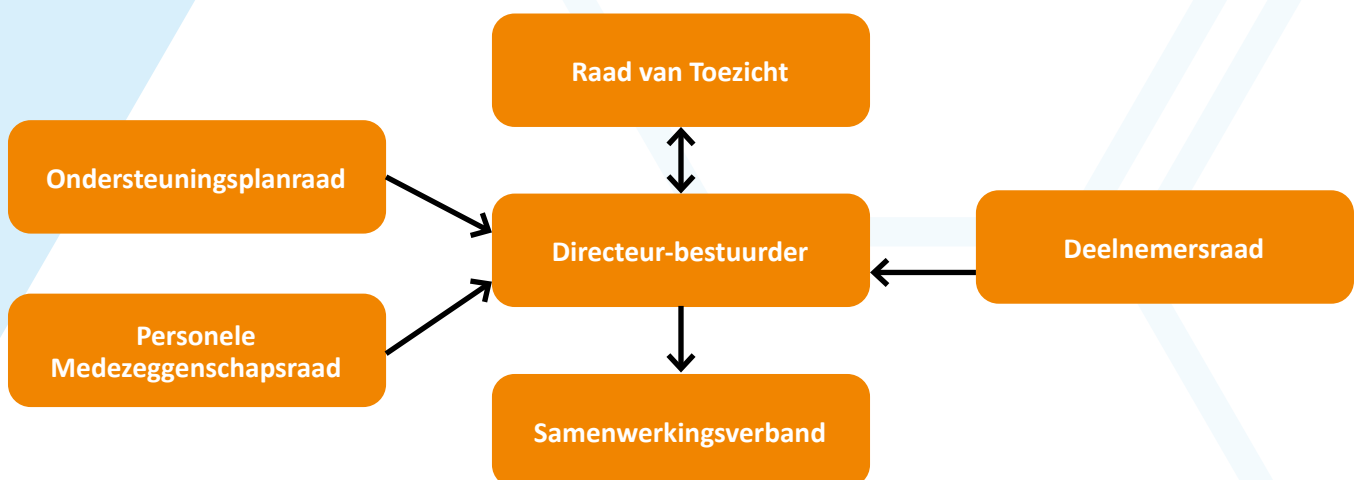 Raad van Toezicht
Ondersteuningsplanraad
Directeur-bestuurder
Deelnemersraad
Personele
Medezeggenschapsraad
Samenwerkingsverband